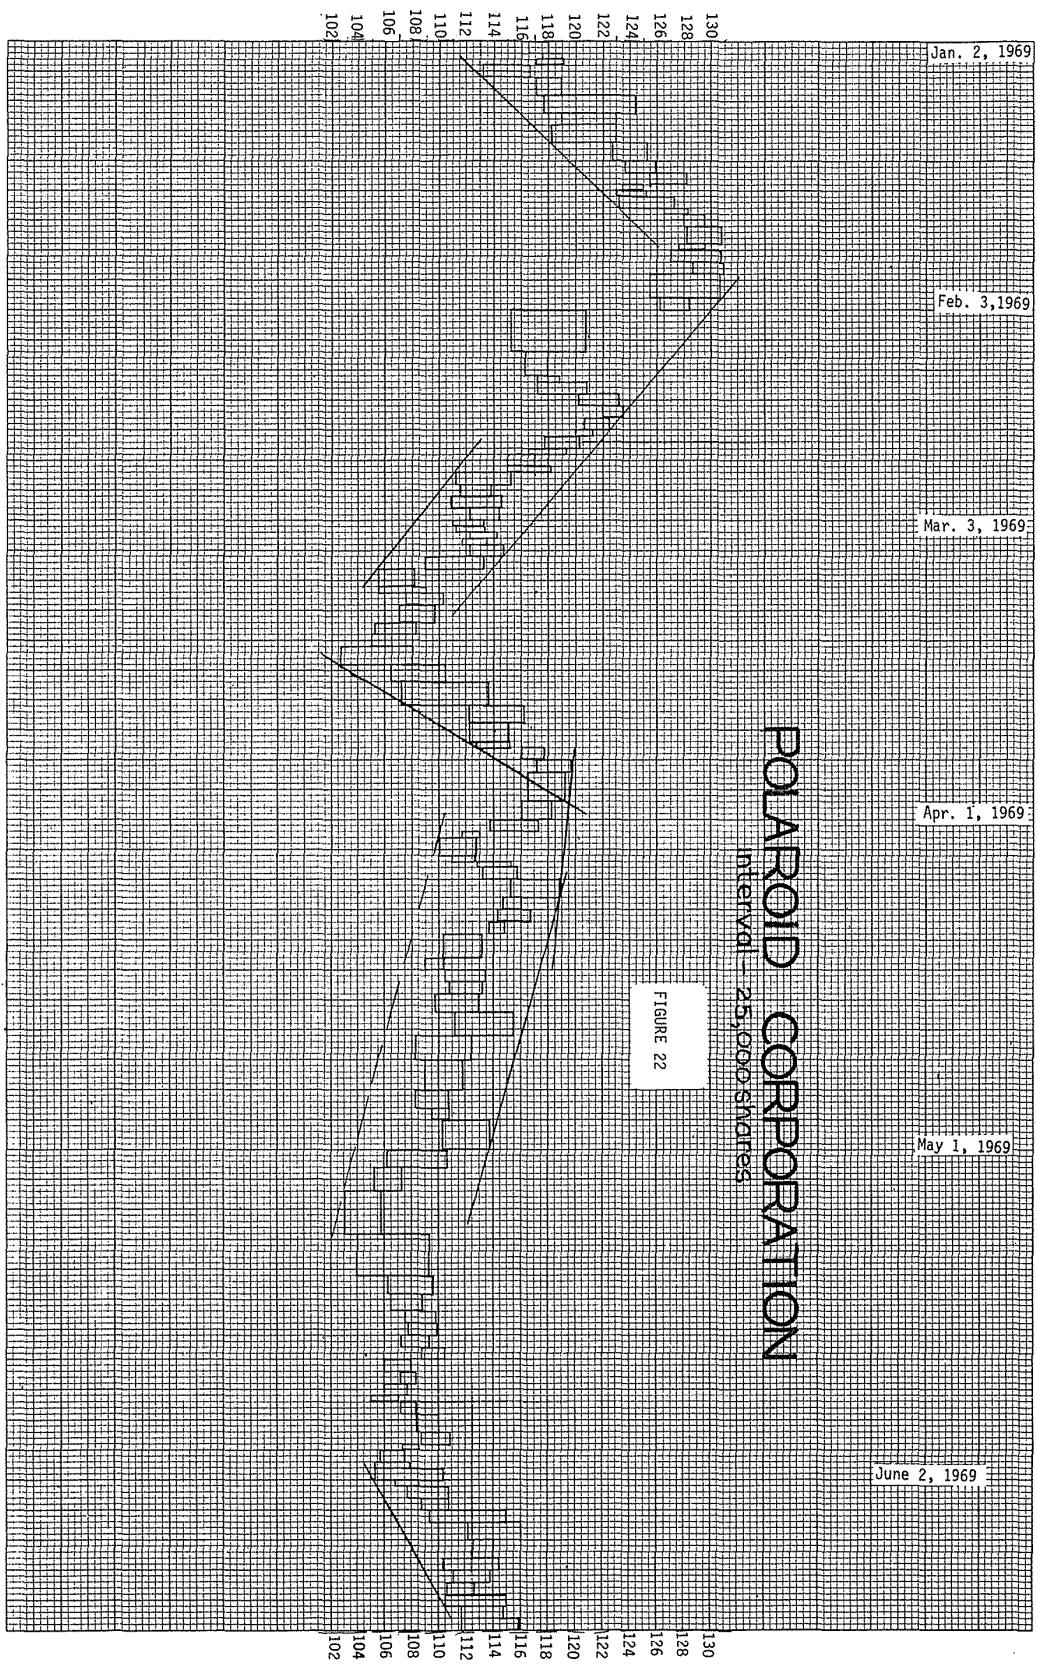 102 104 106 108 110 112 114 116 118 120 122 124 126 128 130
Jan. 2, 1969
Feb. 3,1969
Mar. 3, 1969
Apr. 1, 1969
May 1, 1969
June 2, 1969
POLAROID CORPORATION
Interval - 25,000 shares
FIGURE 22
102 104 106 108 110 112 114 116 118 120 122 124 126 128 130